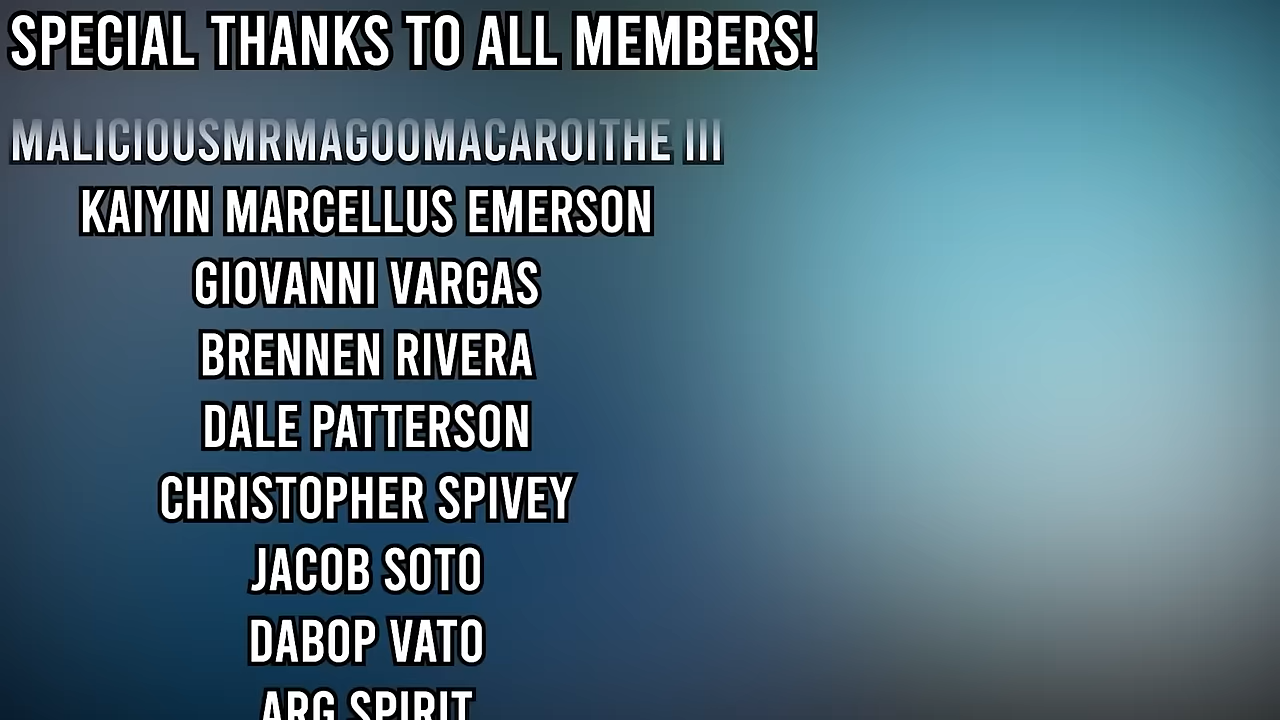 SPECIAL THANKS TO ALL MEMBERS!
MALICIOUSMRMAGOOMACAROITHE III
KAIYIN MARCELLUS EMERSON
GIOVANNI VARGAS
BRENNEN RIVERA
DALE PATTERSON
CHRISTOPHER SPIVEY
JACOB SOTO
DABOP VATO
ARG SPIRIT